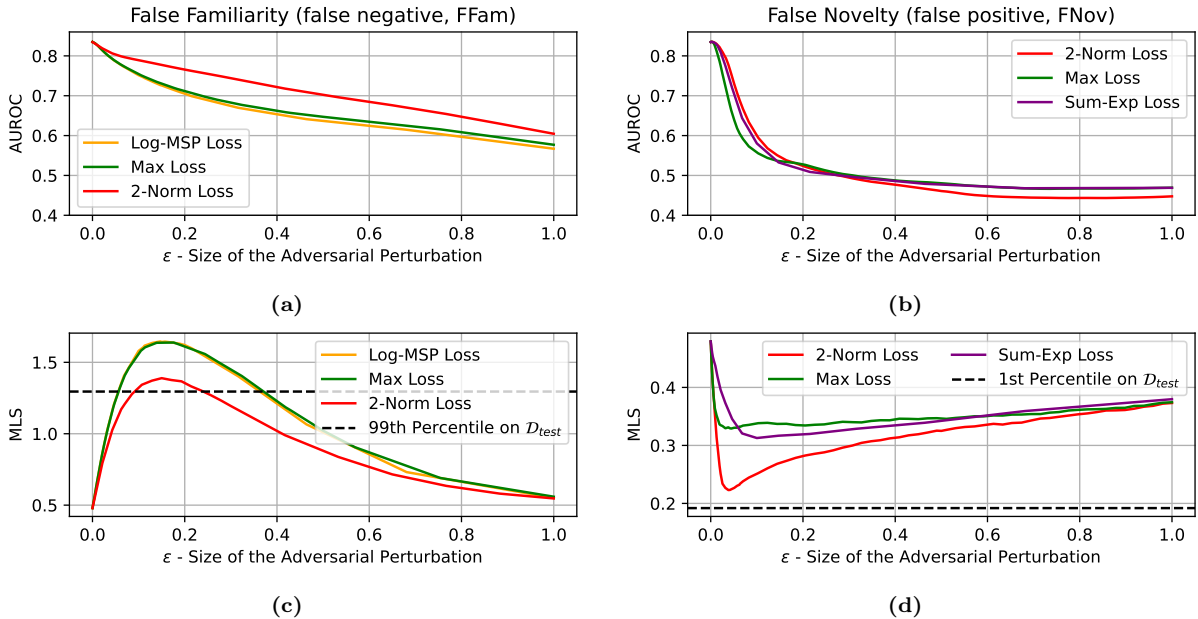 False Familiarity (false negative, FFam)
AUROC
0.8
0.7
0.6
0.5
0.4
Log-MSP Loss
Max Loss
2-Norm Loss
0.0 0.2 0.4 0.6 0.8 1.0
ε - Size of the Adversarial Perturbation
(a)
False Novelty (false positive, FNov)
AUROC
0.8
0.7
0.6
0.5
0.4
2-Norm Loss
Max Loss
Sum-Exp Loss
0.0 0.2 0.4 0.6 0.8 1.0
ε - Size of the Adversarial Perturbation
(b)
MLS
1.5
1.0
0.5
Log-MSP Loss
Max Loss
2-Norm Loss
99th Percentile on 𝒟test
0.0 0.2 0.4 0.6 0.8 1.0
ε - Size of the Adversarial Perturbation
(c)
MLS
0.4
0.3
0.2
2-Norm Loss
Max Loss
Sum-Exp Loss
1st Percentile on 𝒟test
0.0 0.2 0.4 0.6 0.8 1.0
ε - Size of the Adversarial Perturbation
(d)